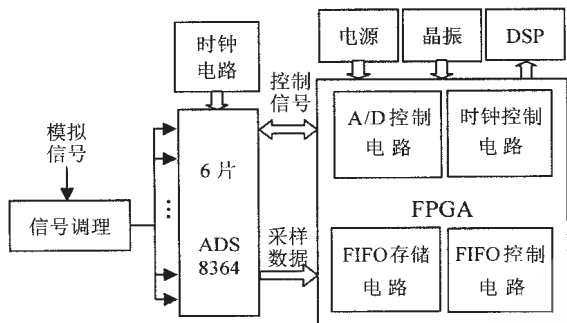 时钟
电路
电源
晶振
DSP
控制
信号
模拟
信号
信号调理
6片
ADS
8364
采样
数据
A/D控制
电路
时钟控制
电路
FPGA
FIFO存储
电路
FIFO控制
电路